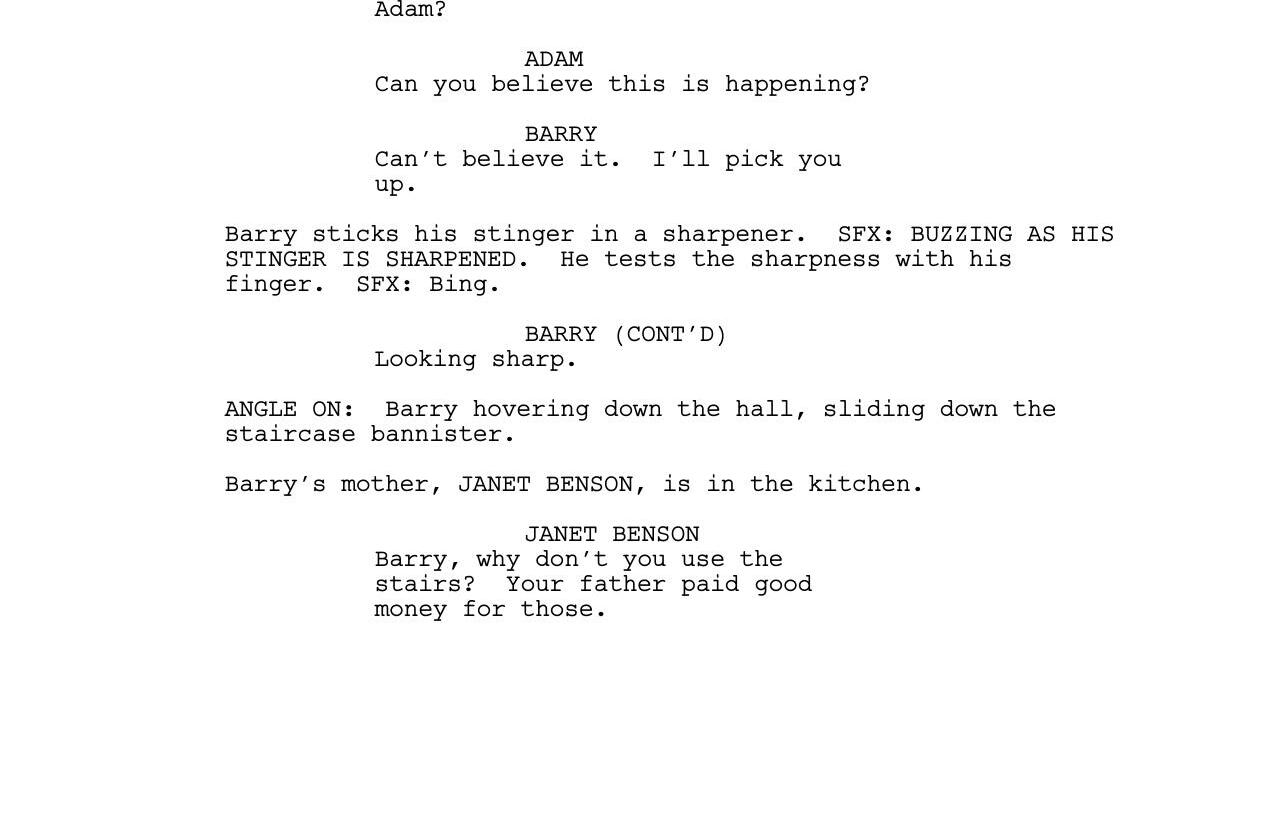 Adam?
ADAM
Can you believe this is happening?
BARRY
Can't believe it.  I'll pick you
up.
Barry sticks his stinger in a sharpener.  SFX: BUZZING AS HIS
STINGER IS SHARPENED.  He tests the sharpness with his
finger.  SFX: Bing.
BARRY (CONT'D)
Looking sharp.
ANGLE ON:  Barry hovering down the hall, sliding down the
staircase bannister.
Barry's mother, JANET BENSON, is in the kitchen.
JANET BENSON
Barry, why don't you use the
stairs?  Your father paid good
money for those.